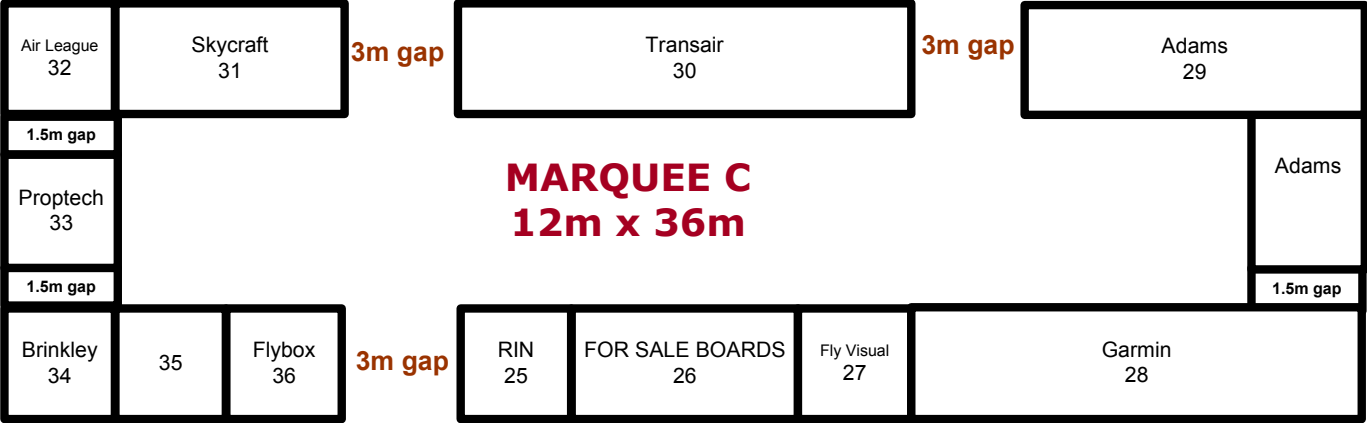 Air League
32
Skycraft
31
3m gap
Transair
30
3m gap
Adams
29
1.5m gap
Proptech
33
1.5m gap
MARQUEE C
12m x 36m
Adams
1.5m gap
Brinkley
34
35
Flybox
36
3m gap
RIN
25
FOR SALE BOARDS
26
Fly Visual
27
Garmin
28